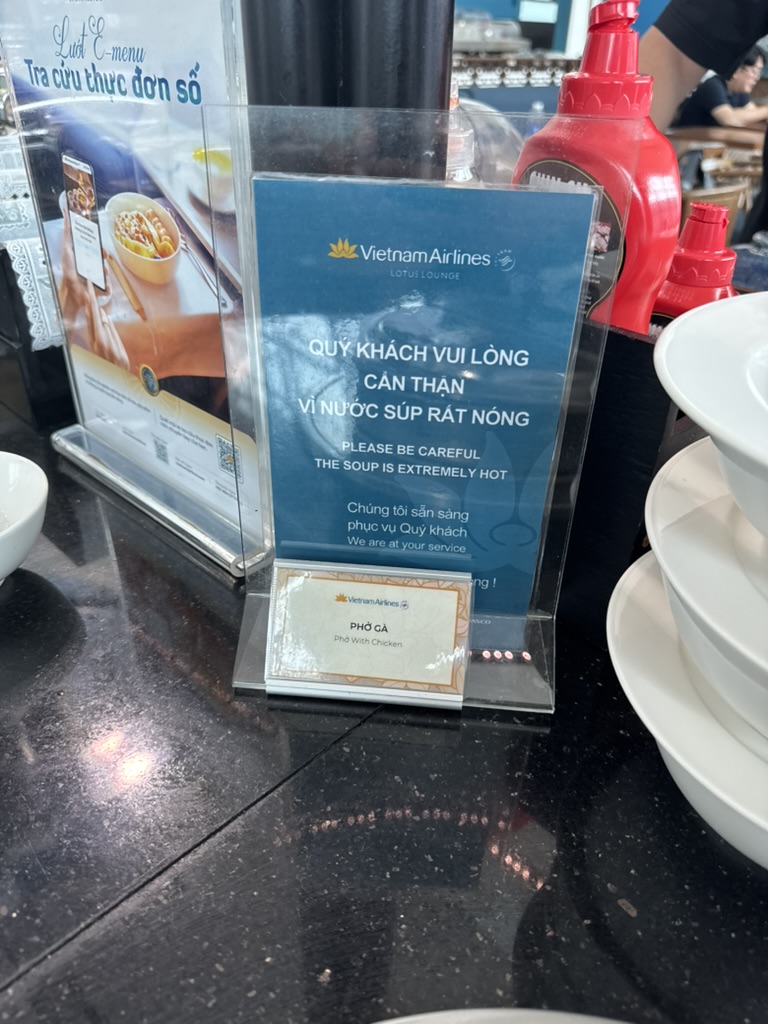 Lướt E-menu
Tra cứu thực đơn số
Vietnam Airlines
LOTUS LOUNGE
QUÝ KHÁCH VUI LÒNG
CẨN THẬN
VÌ NƯỚC SÚP RẤT NÓNG
PLEASE BE CAREFUL
THE SOUP IS EXTREMELY HOT
Chúng tôi sẵn sàng
phục vụ Quý khách
We are at your service
Vietnam Airlines
PHỞ GÀ
Phở With Chicken